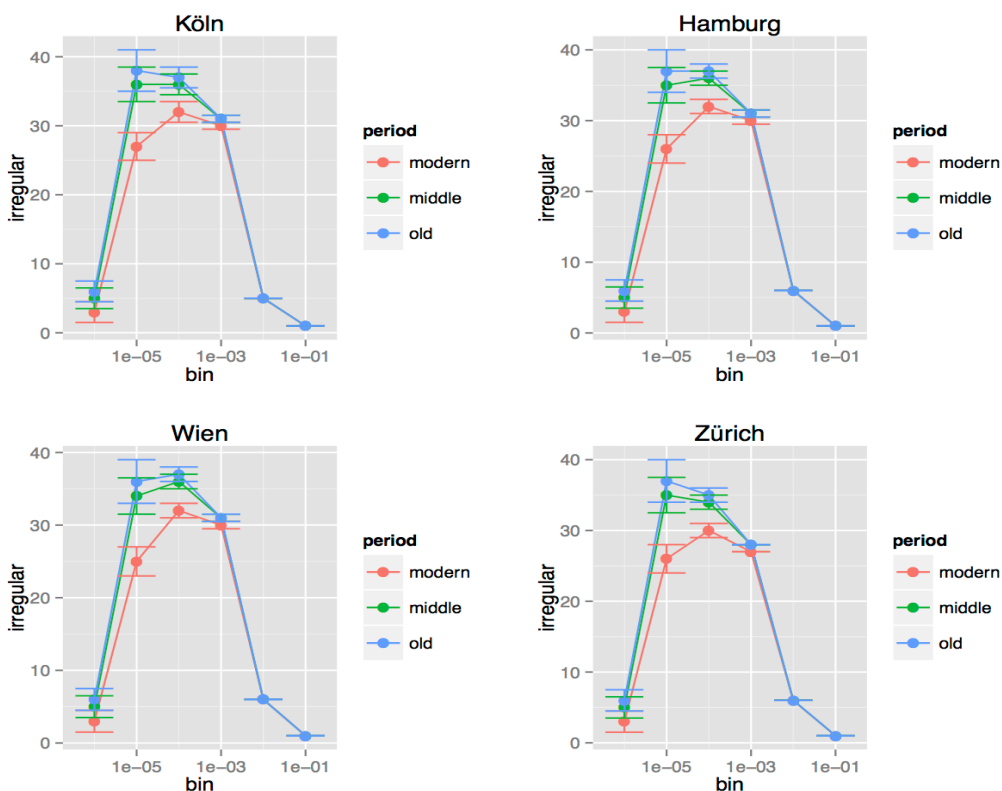 Köln
40
30
20
10
0
irregular
1e-05 1e-03 1e-01
bin
period
modern
middle
old
Hamburg
40
30
20
10
0
irregular
1e-05 1e-03 1e-01
bin
period
modern
middle
old
Wien
40
30
20
10
0
irregular
1e-05 1e-03 1e-01
bin
period
modern
middle
old
Zürich
40
30
20
10
0
irregular
1e-05 1e-03 1e-01
bin
period
modern
middle
old